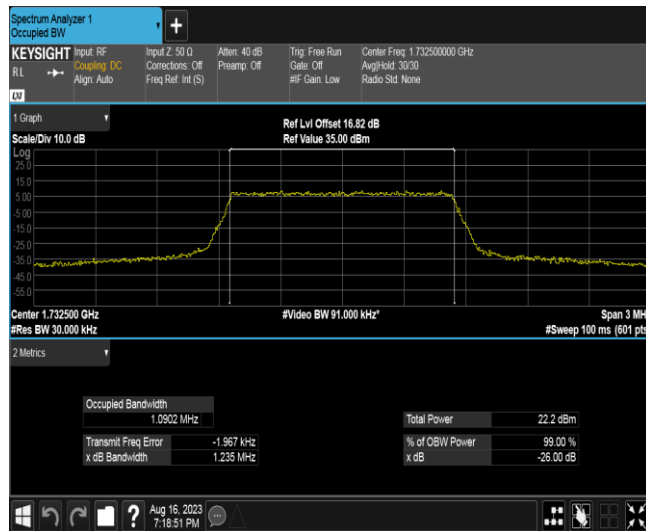 Spectrum Analyzer 1
Occupied BW
+
KEYSIGHT
RL
LXI
Input: RF
Coupling: DC
Align: Auto
Input Z: 50 Ω
Corrections: Off
Freq Ref: Int (S)
Atten: 40 dB
Preamp: Off
Trig: Free Run
Gate: Off
#IF Gain: Low
Center Freq: 1.732500000 GHz
Avg|Hold: 30/30
Radio Std: None
1 Graph
Scale/Div 10.0 dB
Ref Lvl Offset 16.82 dB
Ref Value 35.00 dBm
Log
25.0
15.0
5.00
-5.00
-15.0
-25.0
-35.0
-45.0
-55.0
Center 1.732500 GHz
#Video BW 91.000 kHz*
Span 3 MH
#Res BW 30.000 kHz
#Sweep 100 ms (601 pts
2 Metrics
Occupied Bandwidth
1.0902 MHz
Transmit Freq Error -1.967 kHz
x dB Bandwidth 1.235 MHz
Total Power 22.2 dBm
% of OBW Power 99.00 %
x dB -26.00 dB
?
Aug 16, 2023
7:18:51 PM